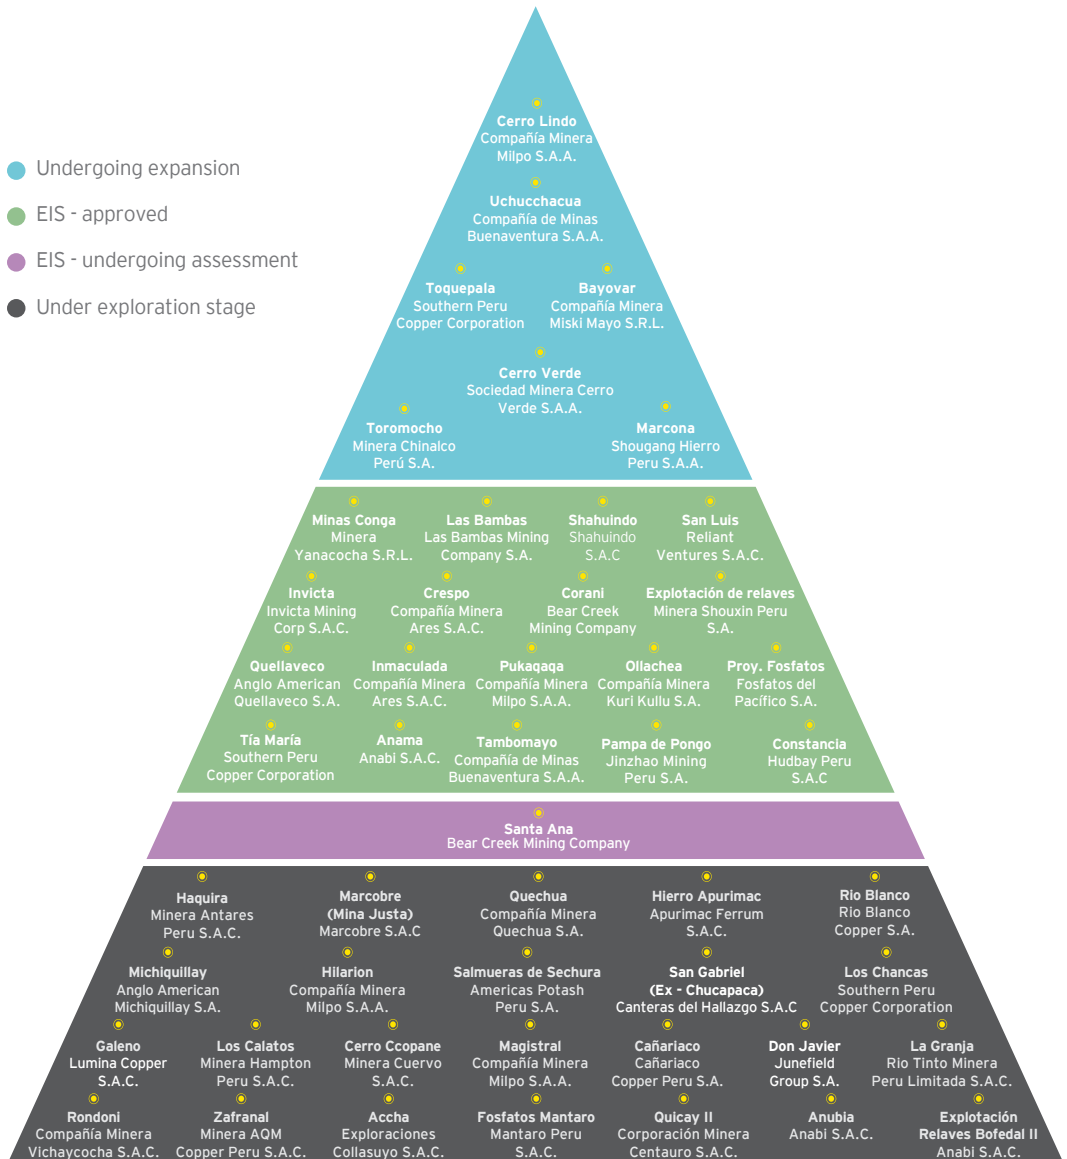 Undergoing expansion
EIS - approved
EIS - undergoing assessment
Under exploration stage
Cerro Lindo
Compañía Minera
Milpo S.A.A.
Uchucchacua
Compañía de Minas
Buenaventura S.A.A.
Toquepala
Southern Peru
Copper Corporation
Bayovar
Compañía Minera
Miski Mayo S.R.L.
Cerro Verde
Sociedad Minera Cerro
Verde S.A.A.
Toromocho
Minera Chinalco
Perú S.A.
Marcona
Shougang Hierro
Peru S.A.A.
Minas Conga
Minera
Yanacocha S.R.L.
Las Bambas
Las Bambas Mining
Company S.A.
Shahuindo
Shahuindo
S.A.C
San Luis
Reliant
Ventures S.A.C.
Invicta
Invicta Mining
Corp S.A.C.
Crespo
Compañía Minera
Ares S.A.C.
Corani
Bear Creek
Mining Company
Explotación de relaves
Minera Shouxin Peru
S.A.
Quellaveco
Anglo American
Quellaveco S.A.
Inmaculada
Compañía Minera
Ares S.A.C.
Pukaqaqa
Compañía Minera
Milpo S.A.A.
Ollachea
Compañía Minera
Kuri Kullu S.A.
Proy. Fosfatos
Fosfatos del
Pacífico S.A.
Tía María
Southern Peru
Copper Corporation
Anama
Anabi S.A.C.
Tambomayo
Compañía de Minas
Buenaventura S.A.A.
Pampa de Pongo
Jinzhao Mining
Peru S.A.
Constancia
Hudbay Peru
S.A.C
Santa Ana
Bear Creek Mining Company
Haquira
Minera Antares
Peru S.A.C.
Marcobre
(Mina Justa)
Marcobre S.A.C
Quechua
Compañía Minera
Quechua S.A.
Hierro Apurimac
Apurimac Ferrum
S.A.C.
Rio Blanco
Rio Blanco
Copper S.A.
Michiquillay
Anglo American
Michiquillay S.A.
Hilarion
Compañía Minera
Milpo S.A.A.
Salmueras de Sechura
Americas Potash
Peru S.A.
San Gabriel
(Ex - Chucapaca)
Canteras del Hallazgo S.A.C
Los Chancas
Southern Peru
Copper Corporation
Galeno
Lumina Copper
S.A.C.
Los Calatos
Minera Hampton
Peru S.A.C.
Cerro Ccopane
Minera Cuervo
S.A.C.
Magistral
Compañía Minera
Milpo S.A.A.
Cañariaco
Cañariaco
Copper Peru S.A.
Don Javier
Junefield
Group S.A.
La Granja
Rio Tinto Minera
Peru Limitada S.A.C.
Rondoni
Compañía Minera
Vichaycocha S.A.C.
Zafranal
Minera AQM
Copper Peru S.A.C.
Accha
Exploraciones
Collasuyo S.A.C.
Fosfatos Mantaro
Mantaro Peru
S.A.C.
Quicay II
Corporación Minera
Centauro S.A.C.
Anubia
Anabi S.A.C.
Explotación
Relaves Bofedal II
Anabi S.A.C.